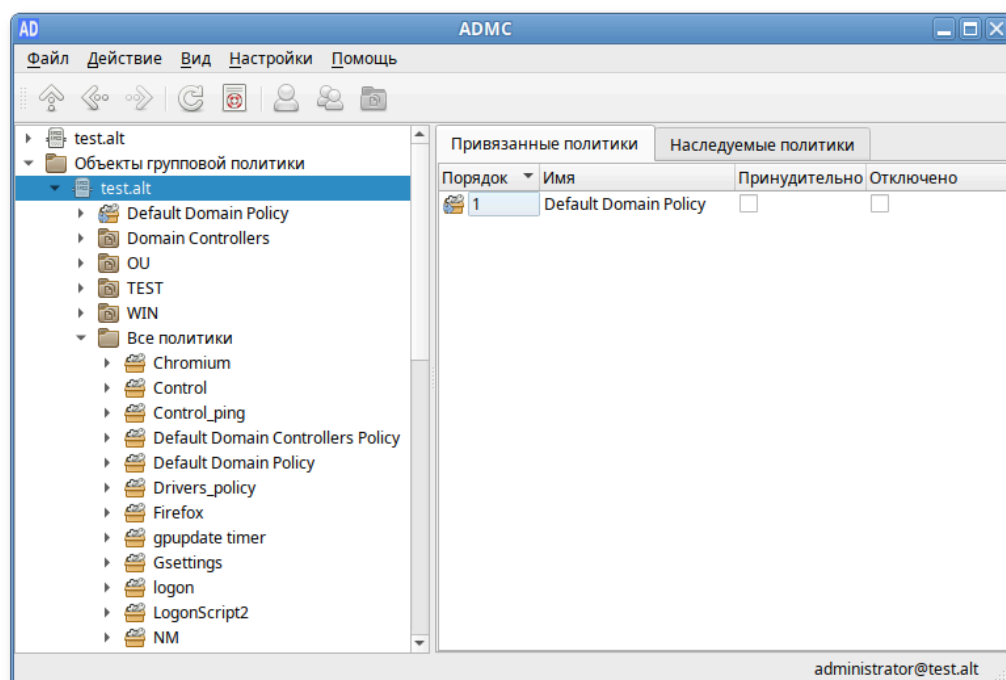 AD ADMC
Файл Действие Вид Настройки Помощь
test.alt
Объекты групповой политики
test.alt
Default Domain Policy
Domain Controllers
OU
TEST
WIN
Все политики
Chromium
Control
Control_ping
Default Domain Controllers Policy
Default Domain Policy
Drivers_policy
Firefox
gpupdate timer
Gsettings
logon
LogonScript2
NM
Привязанные политики Наследуемые политики
Порядок Имя Принудительно Отключено
1 Default Domain Policy
administrator@test.alt